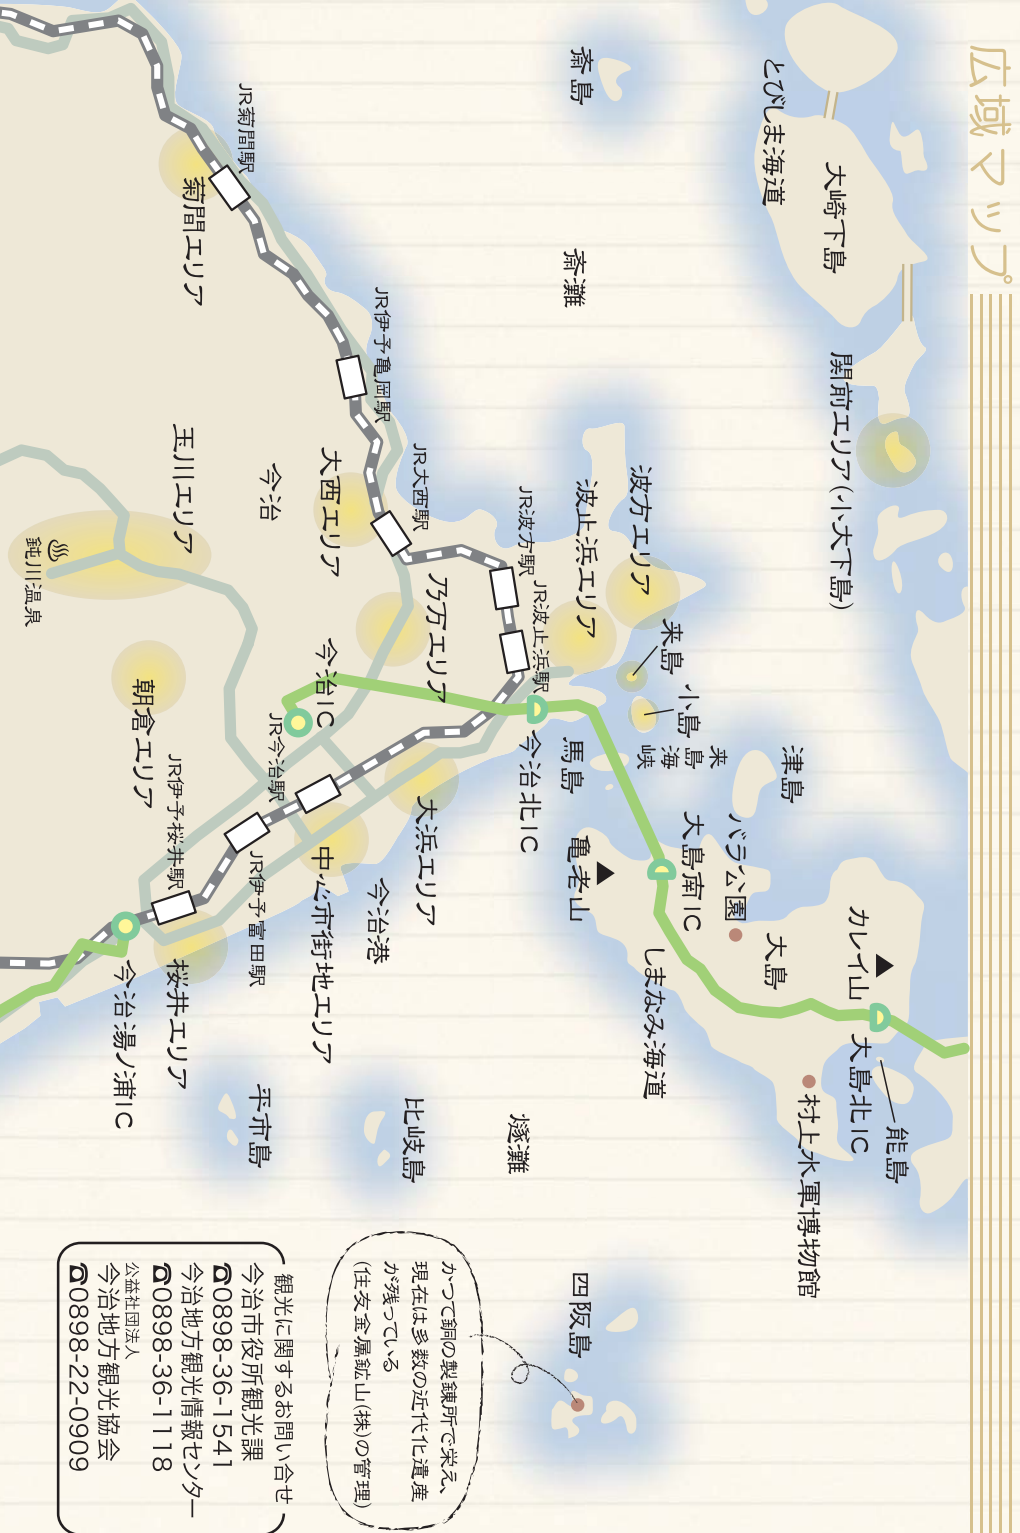 広域マップ
とびしま海道
大崎下島
斎島
斎灘
関前エリア(小大下島)
JR菊間駅
菊間エリア
JR伊予亀岡駅
JR大西駅
大西エリア
今治
玉川エリア
鈍川温泉
JR波方駅
波止浜エリア
波方エリア
JR波止浜駅
乃万エリア
来島
小島
来島海峡
今治IC
JR今治駅
朝倉エリア
JR伊予桜井駅
今治北IC
馬島
津島
大浜エリア
大島南IC
バラ公園
亀老山
中心市街地エリア
今治港
JR伊予富田駅
大島
カレイ山
しまなみ海道
桜井エリア
今治湯ノ浦IC
大島北IC
能島
村上水軍博物館
平市島
比岐島
燧灘
四阪島
かつて銅の製錬所で栄え、
現在は多数の近代化遺産
が残っている
(住友金属鉱山(株)の管理)
観光に関するお問い合せ
今治市役所観光課
☎0898-36-1541
今治地方観光情報センター
☎0898-36-1118
公益社団法人
今治地方観光協会
☎0898-22-0909